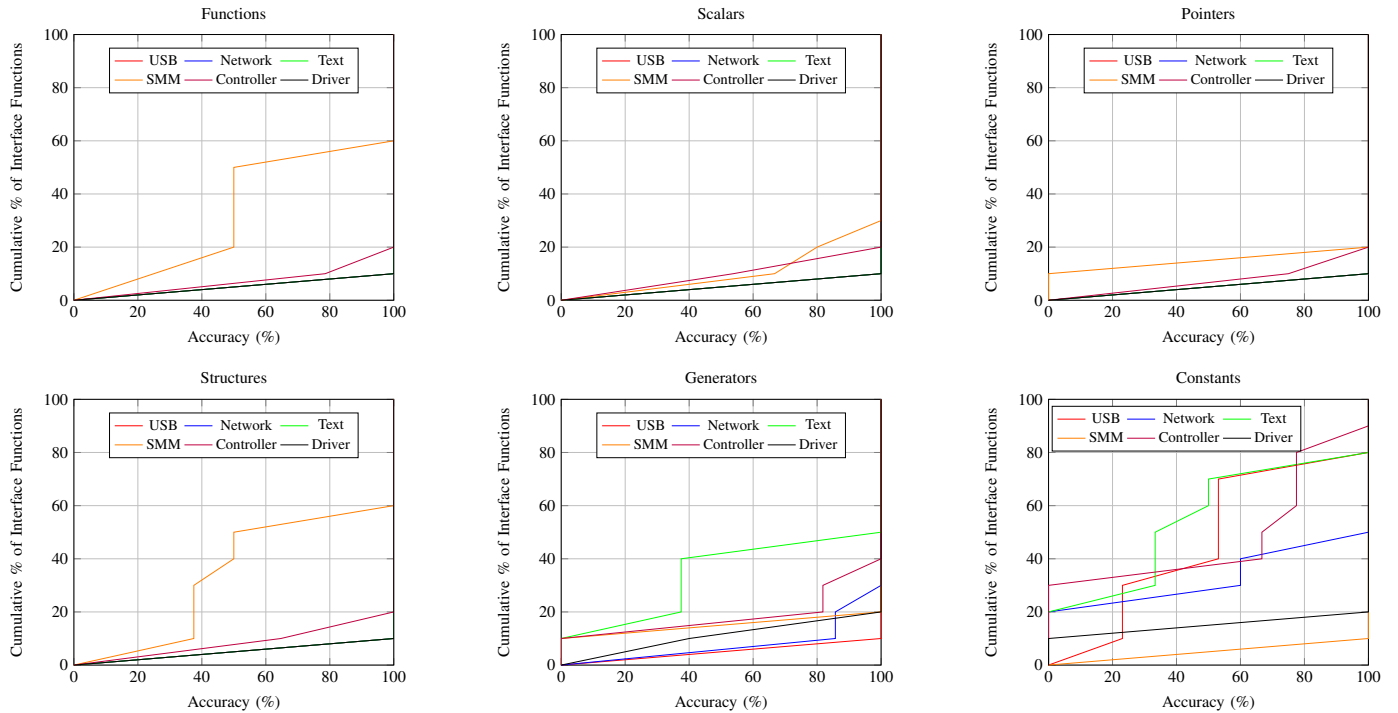 Functions
Cumulative % of Interface Functions
100
80
60
40
20
0
USB Network Text
SMM Controller Driver
0 20 40 60 80 100
Accuracy (%)
Scalars
Cumulative % of Interface Functions
100
80
60
40
20
0
USB Network Text
SMM Controller Driver
0 20 40 60 80 100
Accuracy (%)
Pointers
Cumulative % of Interface Functions
100
80
60
40
20
0
USB Network Text
SMM Controller Driver
0 20 40 60 80 100
Accuracy (%)
Structures
Cumulative % of Interface Functions
100
80
60
40
20
0
USB Network Text
SMM Controller Driver
0 20 40 60 80 100
Accuracy (%)
Generators
Cumulative % of Interface Functions
100
80
60
40
20
0
USB Network Text
SMM Controller Driver
0 20 40 60 80 100
Accuracy (%)
Constants
Cumulative % of Interface Functions
100
80
60
40
20
0
USB Network Text
SMM Controller Driver
0 20 40 60 80 100
Accuracy (%)